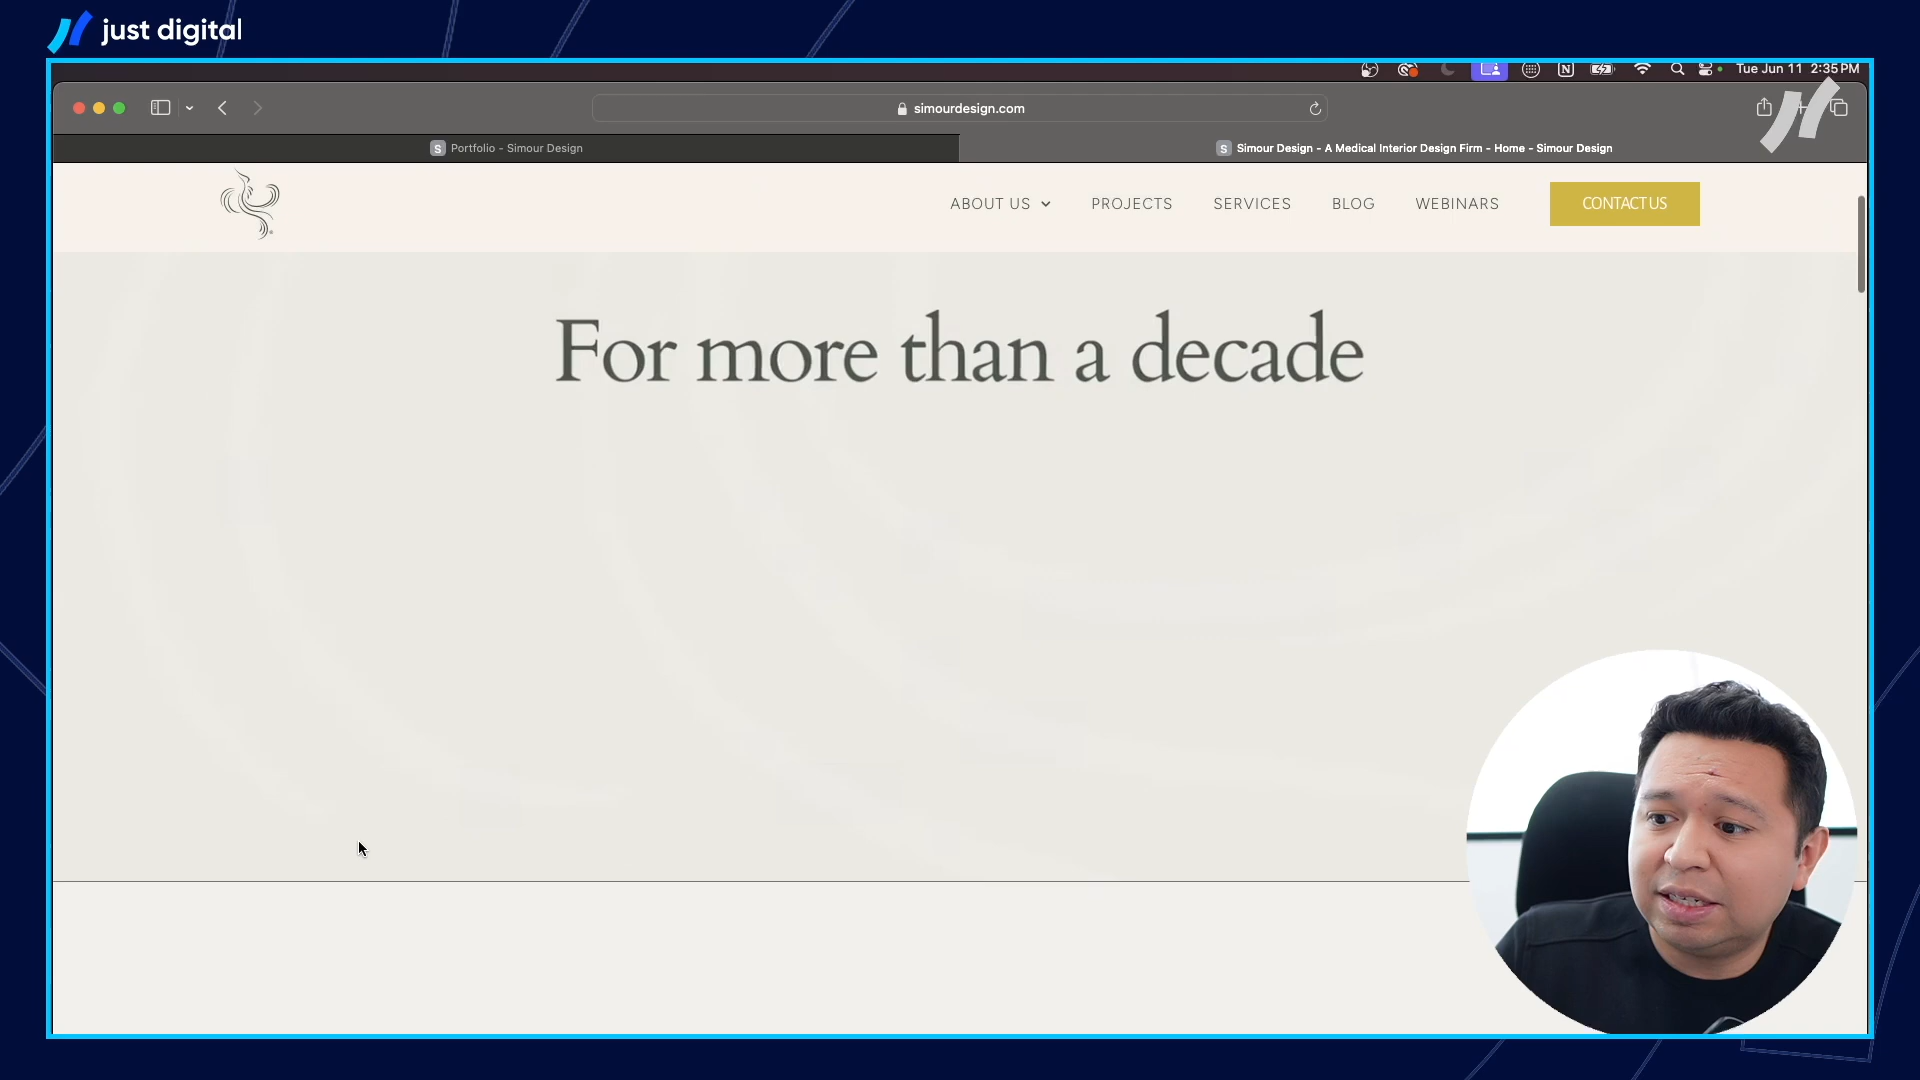 just digital
Tue Jun 11 2:35 PM
simourdesign.com
S Portfolio - Simour Design
S Simour Design - A Medical Interior Design Firm - Home - Simour Design
ABOUT US PROJECTS SERVICES BLOG WEBINARS CONTACT US
For more than a decade